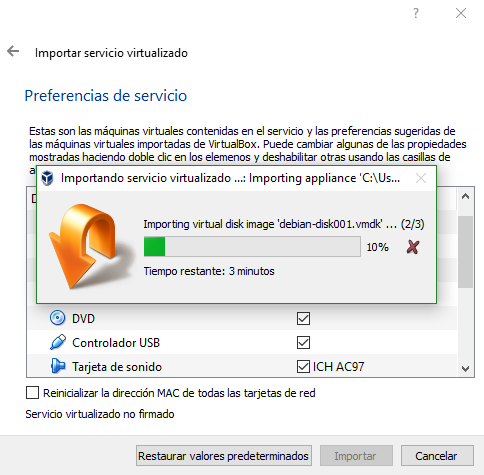 ?
Importar servicio virtualizado
Preferencias de servicio
Estas son las máquinas virtuales contenidas en el servicio y las preferencias sugeridas de
las máquinas virtuales importadas de VirtualBox. Puede cambiar algunas de las propiedades
mostradas haciendo doble clic en los elemenos y deshabilitar otras usando las casillas de
Importando servicio virtualizado ...: Importing appliance 'C:\Us...
Importing virtual disk image 'debian-disk001.vmdk' ... (2/3)
10%
Tiempo restante: 3 minutos
DVD
Controlador USB
Tarjeta de sonido ICH AC97
Reinicializar la dirección MAC de todas las tarjetas de red
Servicio virtualizado no firmado
Restaurar valores predeterminados Importar Cancelar